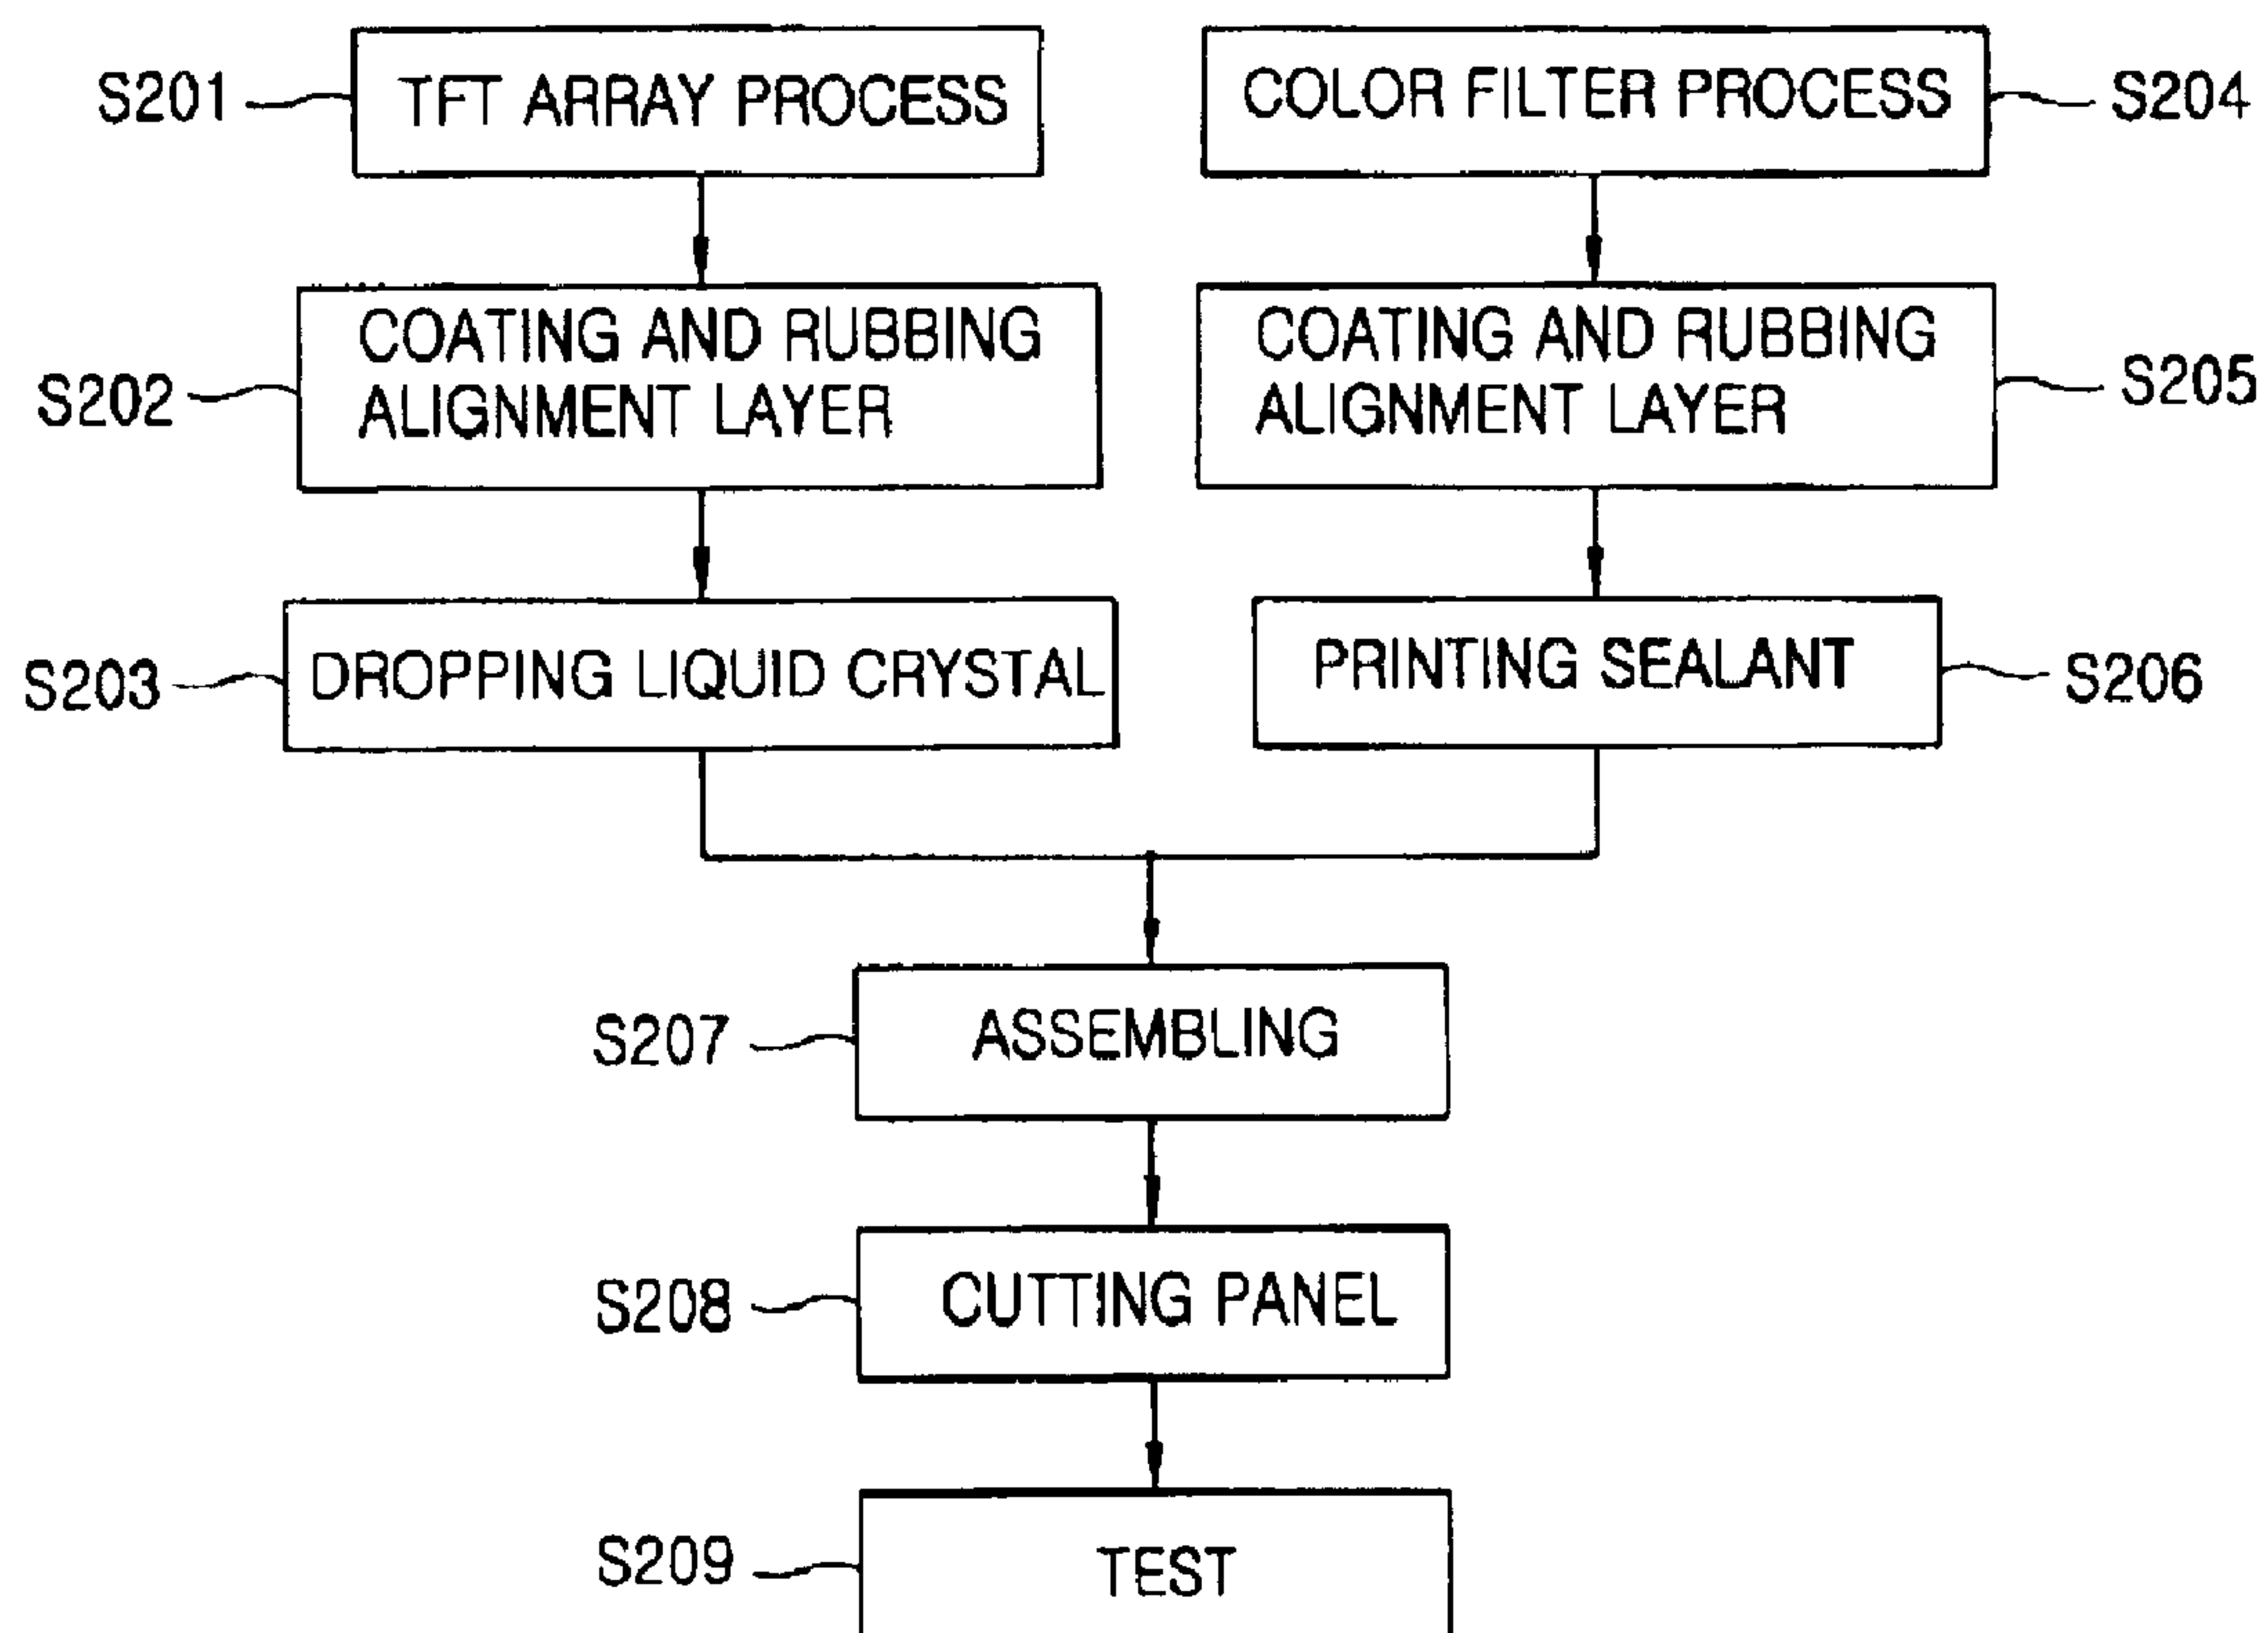 S201
TFT ARRAY PROCESS
COLOR FILTER PROCESS
S204
S202
COATING AND RUBBING
ALIGNMENT LAYER
COATING AND RUBBING
ALIGNMENT LAYER
S205
S203
DROPPING LIQUID CRYSTAL
PRINTING SEALANT
S206
S207
ASSEMBLING
S208
CUTTING PANEL
S209
TEST